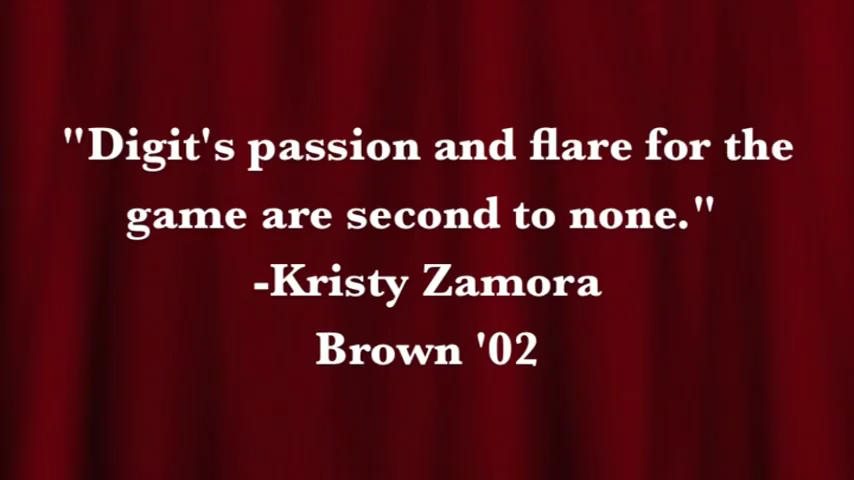 "Digit's passion and flare for the
game are second to none."
-Kristy Zamora
Brown '02